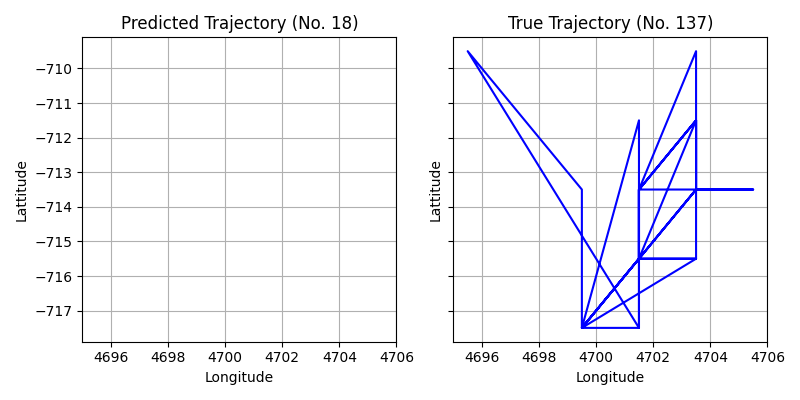 Predicted Trajectory (No. 18)
True Trajectory (No. 137)
−710
−711
−712
−713
−714
−715
−716
−717
Lattitude
Lattitude
4696 4698 4700 4702 4704 4706
4696 4698 4700 4702 4704 4706
Longitude
Longitude